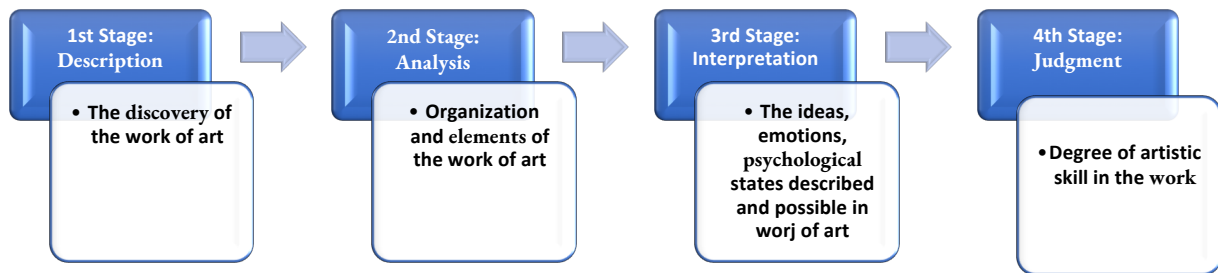 1st Stage:
Description
• The discovery of
the work of art
2nd Stage:
Analysis
• Organization
and elements of
the work of art
3rd Stage:
Interpretation
• The ideas,
emotions,
psychological
states described
and possible in
worj of art
4th Stage:
Judgment
•Degree of artistic
skill in the work